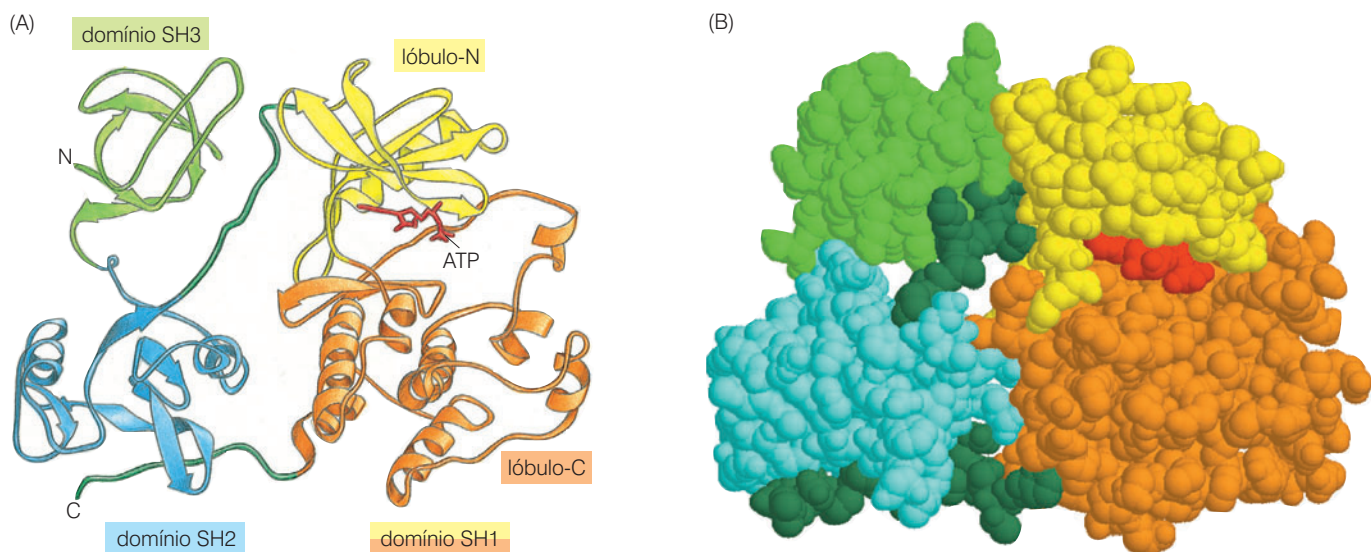 (A)
domínio SH3
lóbulo-N
N
ATP
C
lóbulo-C
domínio SH2
domínio SH1
(B)